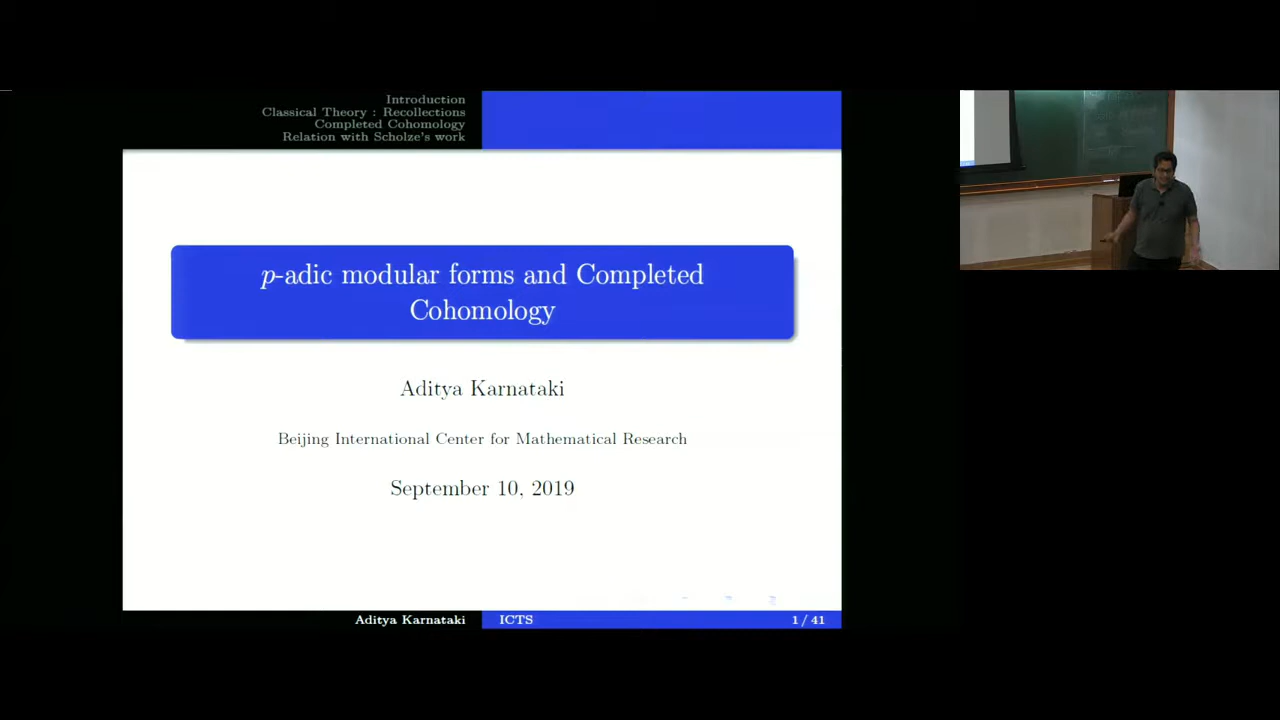 Introduction
Classical Theory : Recollections
Completed Cohomology
Relation with Scholze's work
p-adic modular forms and Completed
Cohomology
Aditya Karnataki
Beijing International Center for Mathematical Research
September 10, 2019
Aditya Karnataki
ICTS
1 / 41